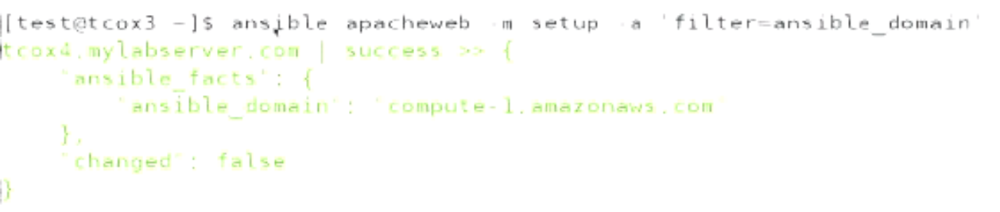 [test@tcox3 ~]$ ansible apacheweb -m setup -a 'filter=ansible_domain'
tcox4.mylabserver.com | success >> {
    "ansible_facts": {
        "ansible_domain": "compute-1.amazonaws.com"
    },
    "changed": false
}